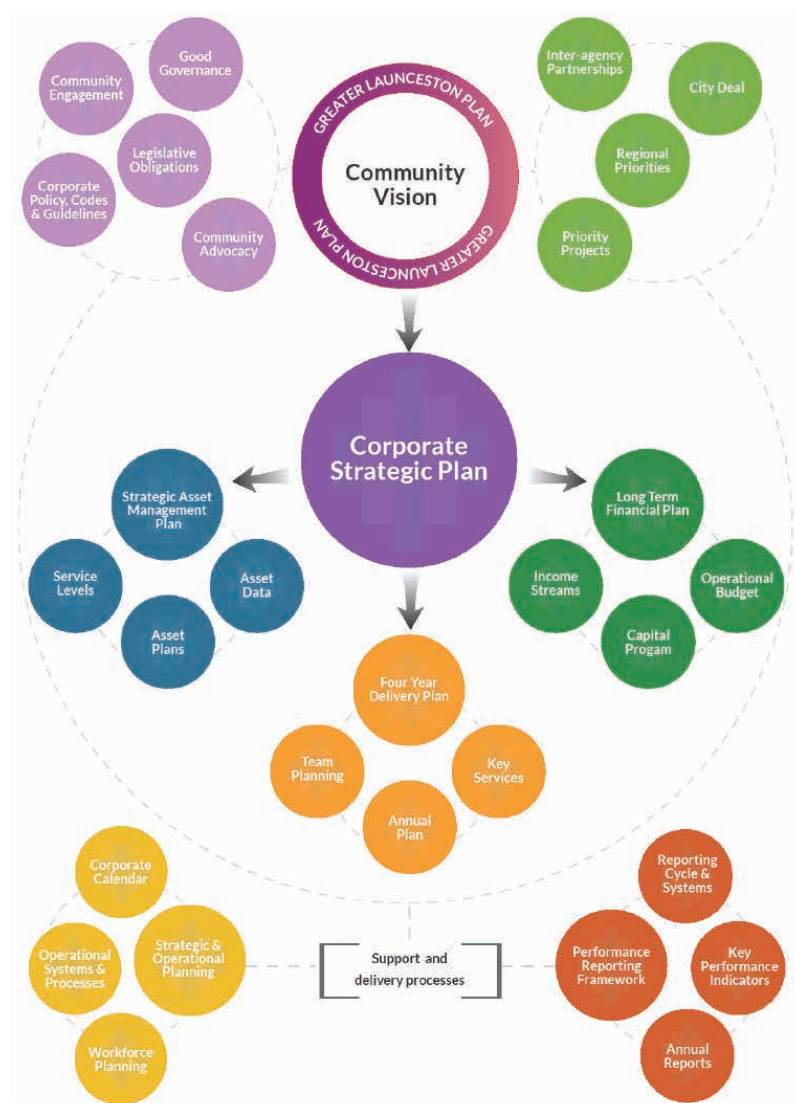 Good
Governance
Community
Engagement
Legislative
Obligations
Corporate
Policy, Codes
& Guidelines
Community
Advocacy
GREATER LAUNCESTON PLAN
Community
Vision
GREATER LAUNCESTON PLAN
Inter-agency
Partnerships
City Deal
Regional
Priorities
Priority
Projects
Corporate
Strategic Plan
Strategic Asset
Management
Plan
Service
Levels
Asset
Data
Asset
Plans
Long Term
Financial Plan
Income
Streams
Operational
Budget
Capital
Progam
Four Year
Delivery Plan
Team
Planning
Key
Services
Annual
Plan
Corporate
Calendar
Operational
Systems &
Processes
Strategic &
Operational
Planning
Workforce
Planning
Support and
delivery processes
Reporting
Cycle &
Systems
Performance
Reporting
Framework
Key
Performance
Indicators
Annual
Reports